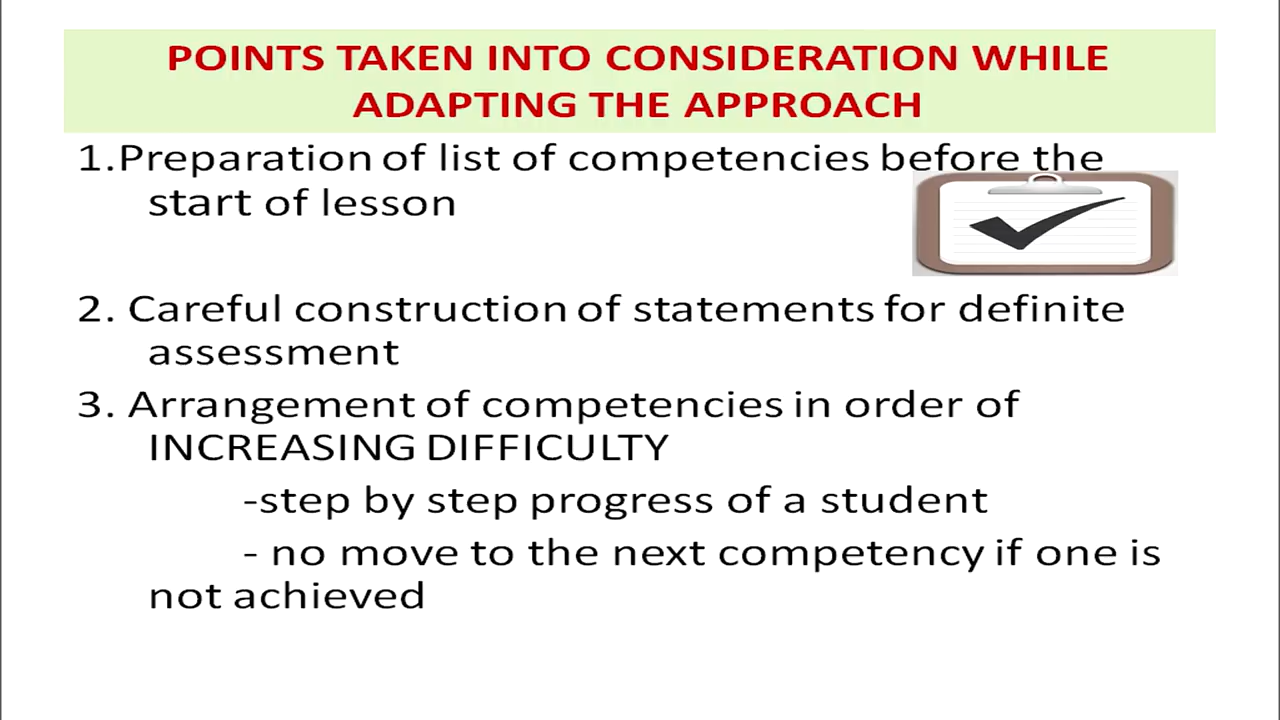 POINTS TAKEN INTO CONSIDERATION WHILE
ADAPTING THE APPROACH
1.Preparation of list of competencies before the
start of lesson
2. Careful construction of statements for definite
assessment
3. Arrangement of competencies in order of
INCREASING DIFFICULTY
-step by step progress of a student
- no move to the next competency if one is
not achieved